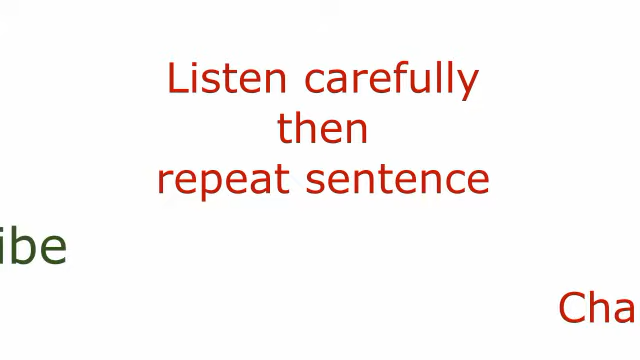 Listen carefully
then
repeat sentence
ibe
Cha